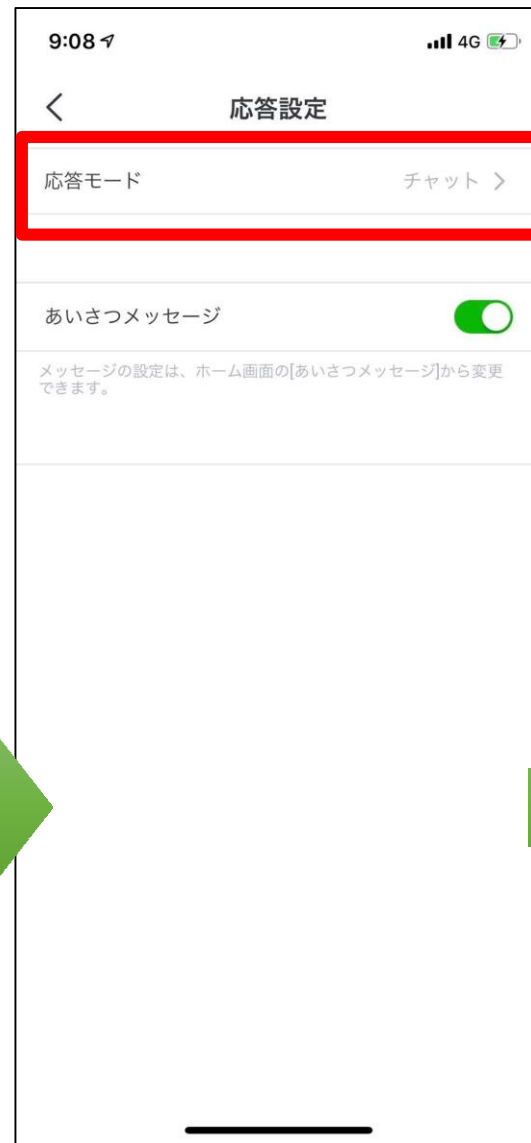 9:08 4G
応答設定
応答モード チャット
あいさつメッセージ
メッセージの設定は、ホーム画面の[あいさつメッセージ]から変更
できます。